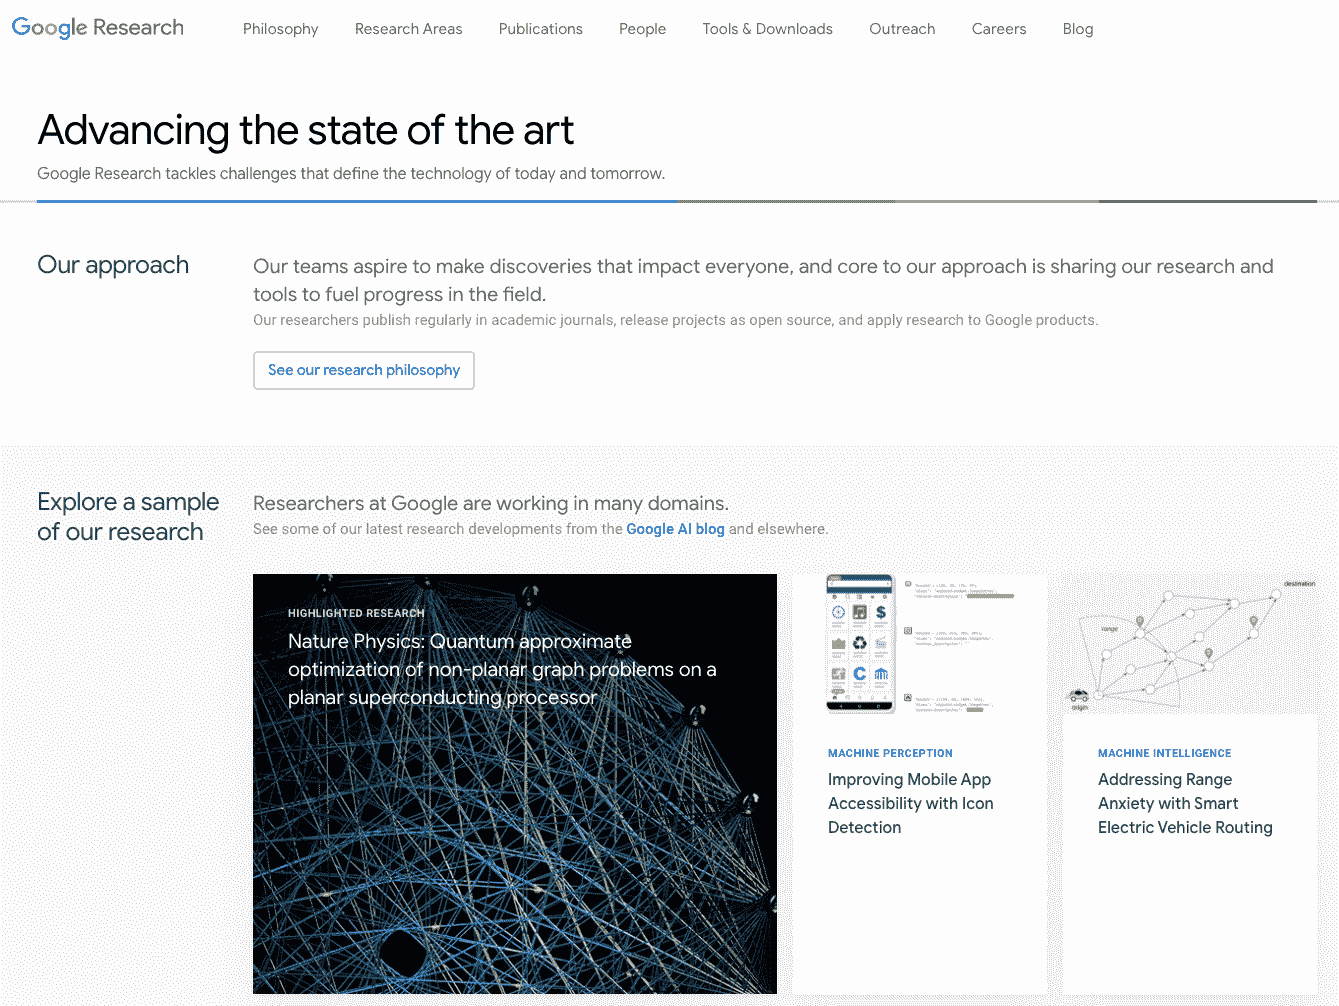 Google Research
Philosophy
Research Areas
Publications
People
Tools & Downloads
Outreach
Careers
Blog
Advancing the state of the art
Google Research tackles challenges that define the technology of today and tomorrow.
Our approach
Our teams aspire to make discoveries that impact everyone, and core to our approach is sharing our research and
tools to fuel progress in the field.
Our researchers publish regularly in academic journals, release projects as open source, and apply research to Google products.
See our research philosophy
Explore a sample
of our research
Researchers at Google are working in many domains.
See some of our latest research developments from the Google AI blog and elsewhere.
HIGHLIGHTED RESEARCH
Nature Physics: Quantum approximate
optimization of non-planar graph problems on a
planar superconducting processor
MACHINE PERCEPTION
Improving Mobile App
Accessibility with Icon
Detection
destination
range
origin
MACHINE INTELLIGENCE
Addressing Range
Anxiety with Smart
Electric Vehicle Routing